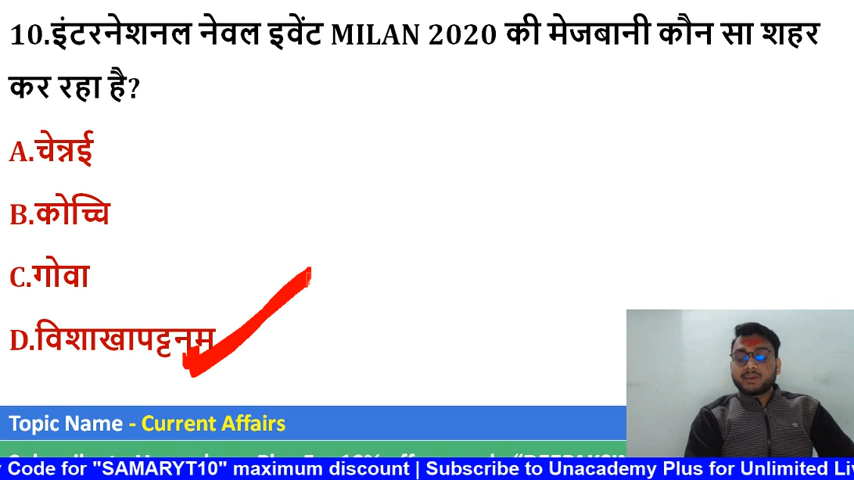 10.इंटरनेशनल नेवल इवेंट MILAN 2020 की मेजबानी कौन सा शहर
कर रहा है?
A.चेन्नई
B.कोच्चि
C.गोवा
D.विशाखापट्टनम
Topic Name - Current Affairs
Code for "SAMARYT10" maximum discount | Subscribe to Unacademy Plus for Unlimited